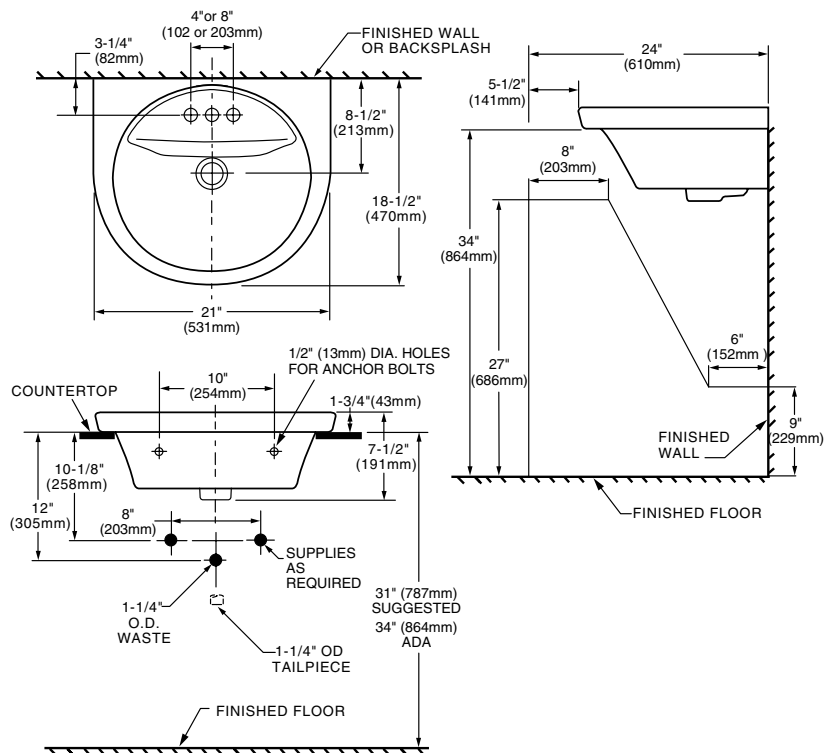 4"or 8"
(102 or 203mm)
3-1/4"
(82mm)
FINISHED WALL
OR BACKSPLASH
8-1/2"
(213mm)
18-1/2"
(470mm)
21"
(531mm)
24"
(610mm)
5-1/2"
(141mm)
8"
(203mm)
34"
(864mm)
27"
(686mm)
6"
(152mm)
9"
(229mm)
FINISHED
WALL
FINISHED FLOOR
1/2" (13mm) DIA. HOLES
FOR ANCHOR BOLTS
10"
(254mm)
COUNTERTOP
1-3/4"(43mm)
7-1/2"
(191mm)
10-1/8"
(258mm)
12"
(305mm)
8"
(203mm)
SUPPLIES
AS
REQUIRED
1-1/4"
O.D.
WASTE
1-1/4" OD
TAILPIECE
31" (787mm)
SUGGESTED
34" (864mm)
ADA
FINISHED FLOOR